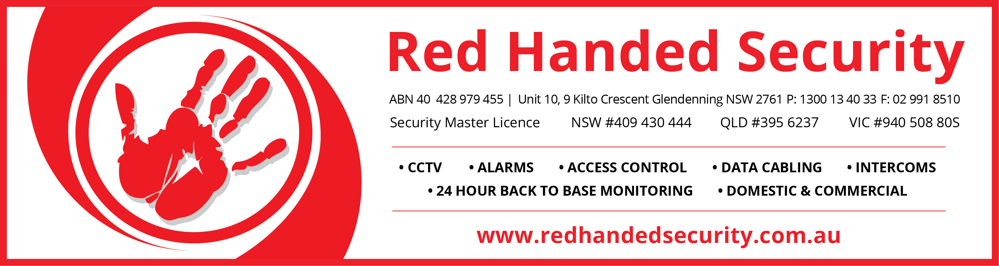 Red Handed Security
ABN 40 428 979 455 | Unit 10, 9 Kilto Crescent Glendenning NSW 2761 P: 1300 13 40 33 F: 02 991 8510
Security Master Licence NSW #409 430 444 QLD #395 6237 VIC #940 508 80S
• CCTV • ALARMS • ACCESS CONTROL • DATA CABLING • INTERCOMS
• 24 HOUR BACK TO BASE MONITORING • DOMESTIC & COMMERCIAL
www.redhandedsecurity.com.au